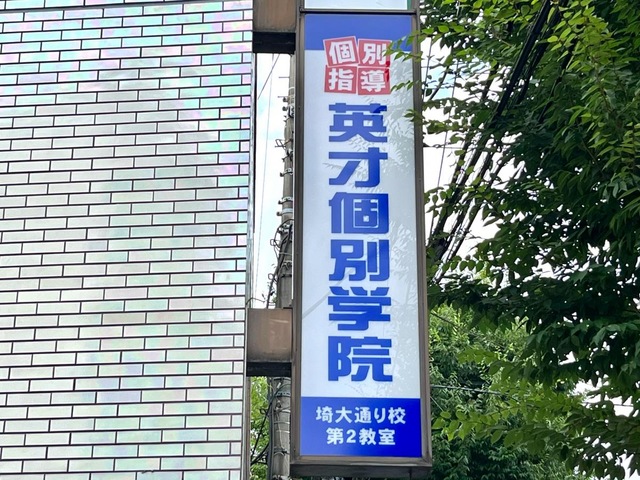 個別
指導
英才個別学院
埼大通り校
第2教室